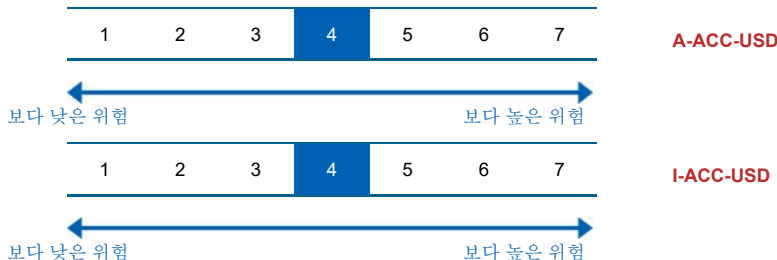 1 2 3 4 5 6 7 A-ACC-USD
보다 낮은 위험 보다 높은 위험
1 2 3 4 5 6 7 I-ACC-USD
보다 낮은 위험 보다 높은 위험